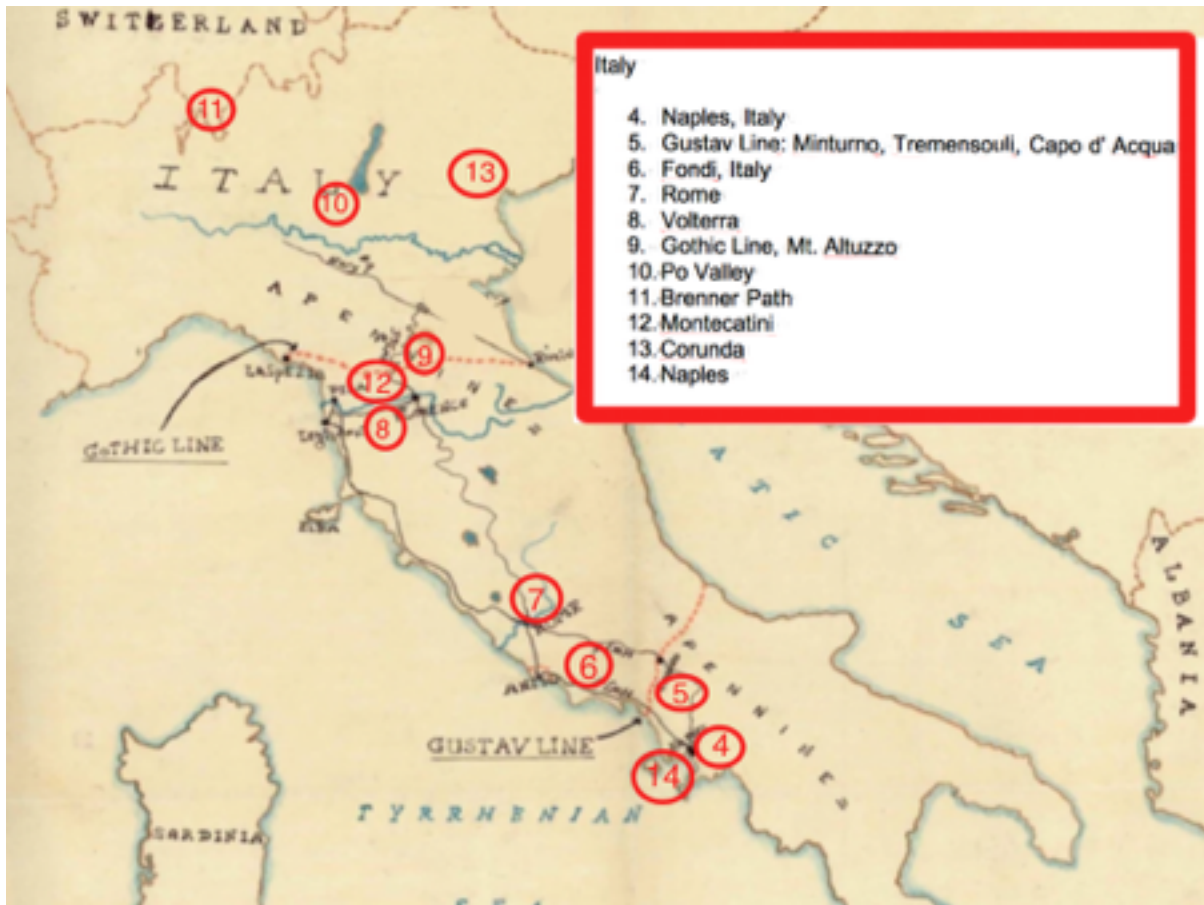 SWITZERLAND
Italy
4. Naples, Italy
5. Gustav Line: Minturno, Tremensouli, Capo d' Acqua
6. Fondi, Italy
7. Rome
8. Volterra
9. Gothic Line, Mt. Altuzzo
10. Po Valley
11. Brenner Path
12. Montecatini
13. Corunda
14. Naples
11
13
ITALY
10
9
LASPEZIA
12
8
GOTHIC LINE
ELBA
ATIC
SEA
ALBANIA
7
ROME
APENNINES
6
ANZIO
5
GUSTAV LINE
4
14
TYRRHENIAN
SARDINIA